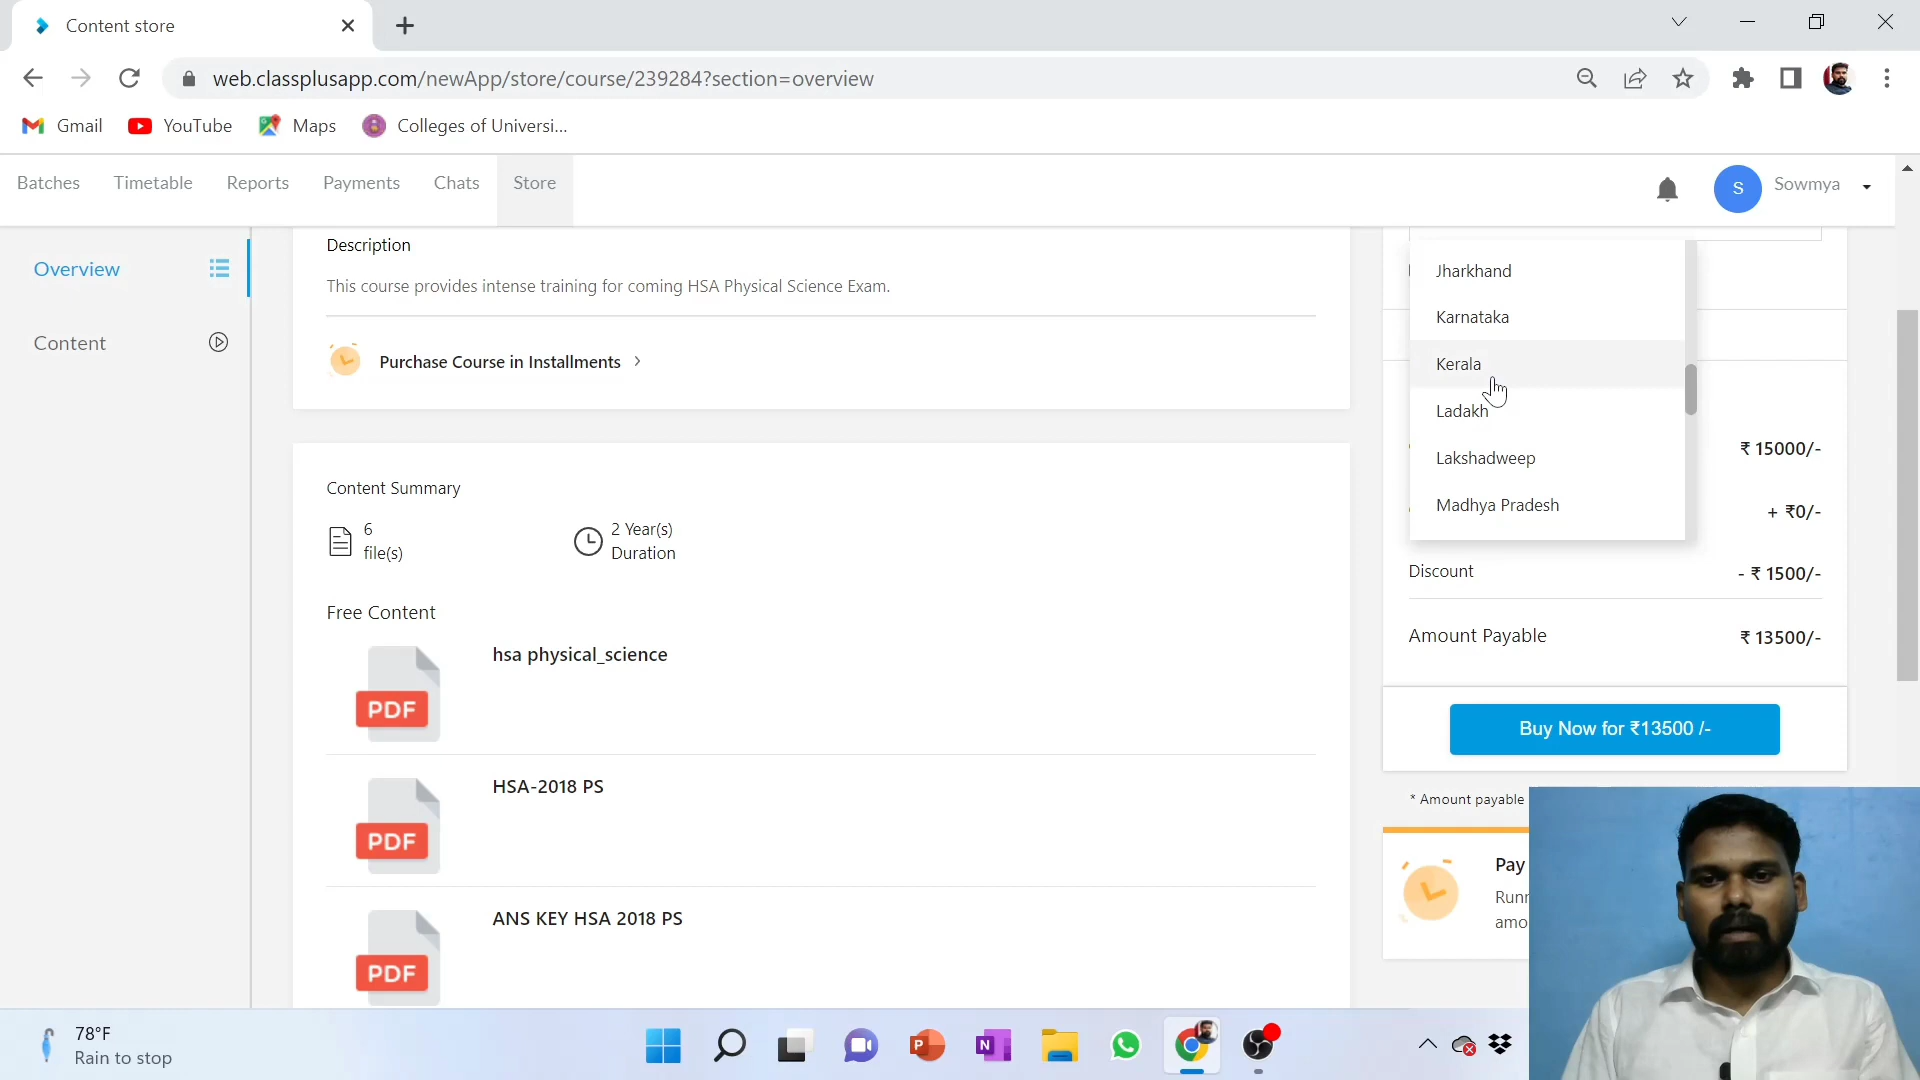 Content store
web.classplusapp.com/newApp/store/course/239284?section=overview
Gmail
YouTube
Maps
Colleges of Universi...
Batches
Timetable
Reports
Payments
Chats
Store
S
Sowmya
Overview
Content
Description
This course provides intense training for coming HSA Physical Science Exam.
Purchase Course in Installments
Content Summary
6
file(s)
2 Year(s)
Duration
Free Content
PDF
hsa physical_science
PDF
HSA-2018 PS
PDF
ANS KEY HSA 2018 PS
Jharkhand
Karnataka
Kerala
Ladakh
Lakshadweep
Madhya Pradesh
₹ 15000/-
+ ₹0/-
Discount
- ₹ 1500/-
Amount Payable
₹ 13500/-
Buy Now for ₹13500 /-
* Amount payable
Pay
78°F
Rain to stop